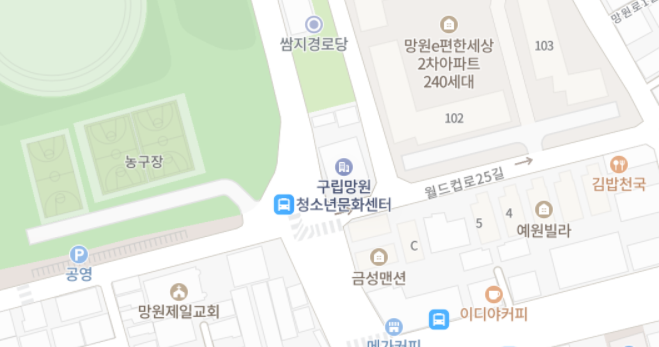 망원로1
쌈지경로당
망원e편한세상
2차아파트
240세대
103
102
농구장
구립망원
청소년문화센터
월드컵로25길
김밥천국
4
5
예원빌라
C
금성맨션
P
공영
망원제일교회
이디야커피
메가커피